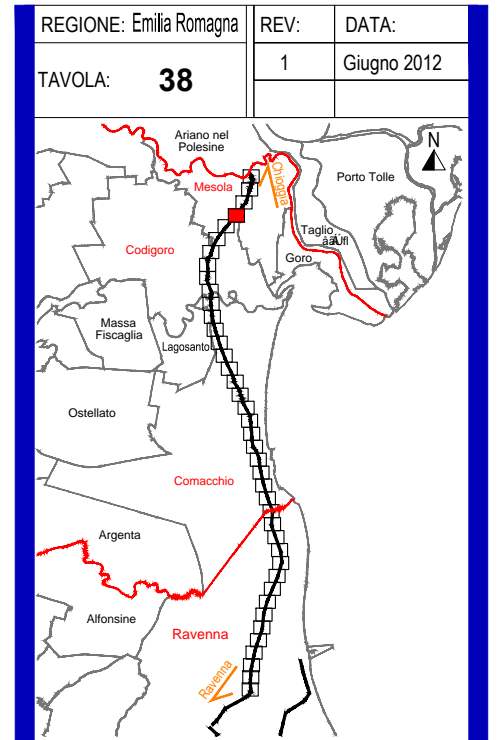 REGIONE: Emilia Romagna
REV:
DATA:
TAVOLA: 38
1
Giugno 2012
Ariano nel
Polesine
N
Mesola
Chioggia
Porto Tolle
Taglio
Codigoro
Goro
Massa
Fiscaglia
Lagosanto
Ostellato
Comacchio
Argenta
Alfonsine
Ravenna
Ravenna